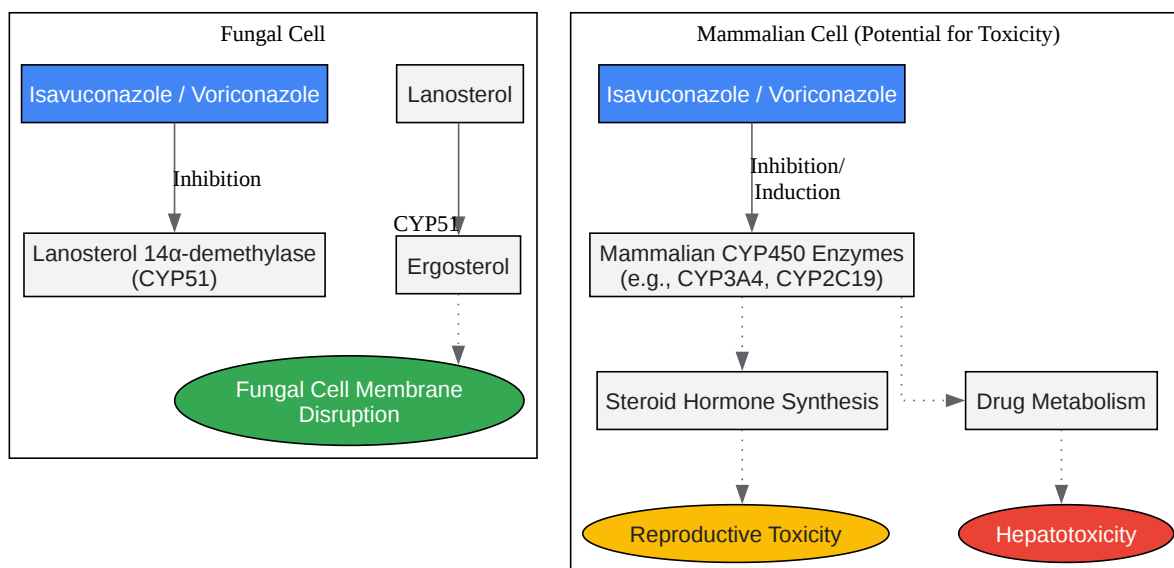 Fungal Cell
Isavuconazole / Voriconazole
Lanosterol
Inhibition
CYP51
Lanosterol 14α-demethylase
(CYP51)
Ergosterol
Fungal Cell Membrane
Disruption
Mammalian Cell (Potential for Toxicity)
Isavuconazole / Voriconazole
Inhibition/
Induction
Mammalian CYP450 Enzymes
(e.g., CYP3A4, CYP2C19)
Steroid Hormone Synthesis
Drug Metabolism
Reproductive Toxicity
Hepatotoxicity